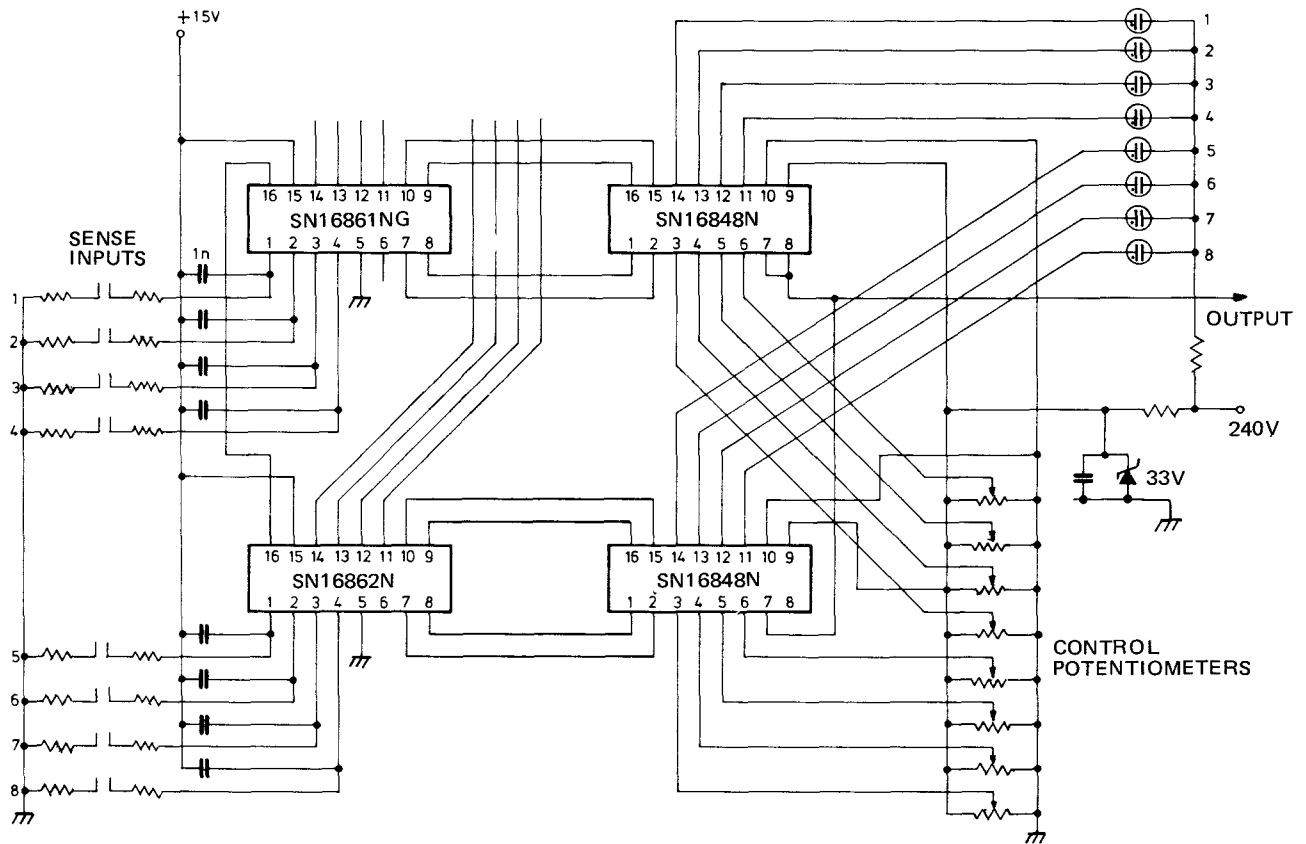 +15V
1
2
3
4
5
6
7
8
16 15 14 13 12 11 10 9
SN16861NG
1 2 3 4 5 6 7 8
16 15 14 13 12 11 10 9
SN16848N
1 2 3 4 5 6 7 8
SENSE
INPUTS
1n
1
2
3
4
OUTPUT
240V
33V
16 15 14 13 12 11 10 9
SN16862N
1 2 3 4 5 6 7 8
16 15 14 13 12 11 10 9
SN16848N
1 2 3 4 5 6 7 8
CONTROL
POTENTIOMETERS
5
6
7
8